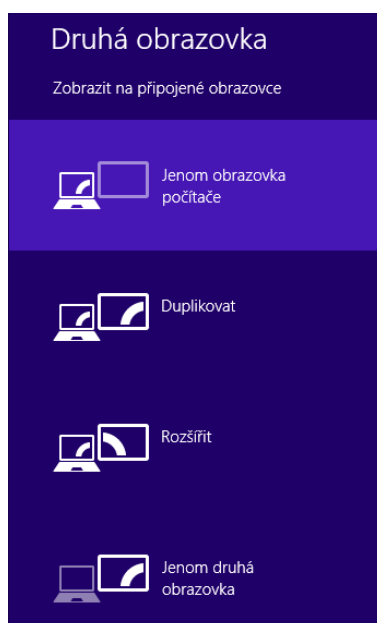 Druhá obrazovka
Zobrazit na připojené obrazovce
Jenom obrazovka
počítače
Duplikovat
Rozšířit
Jenom druhá
obrazovka